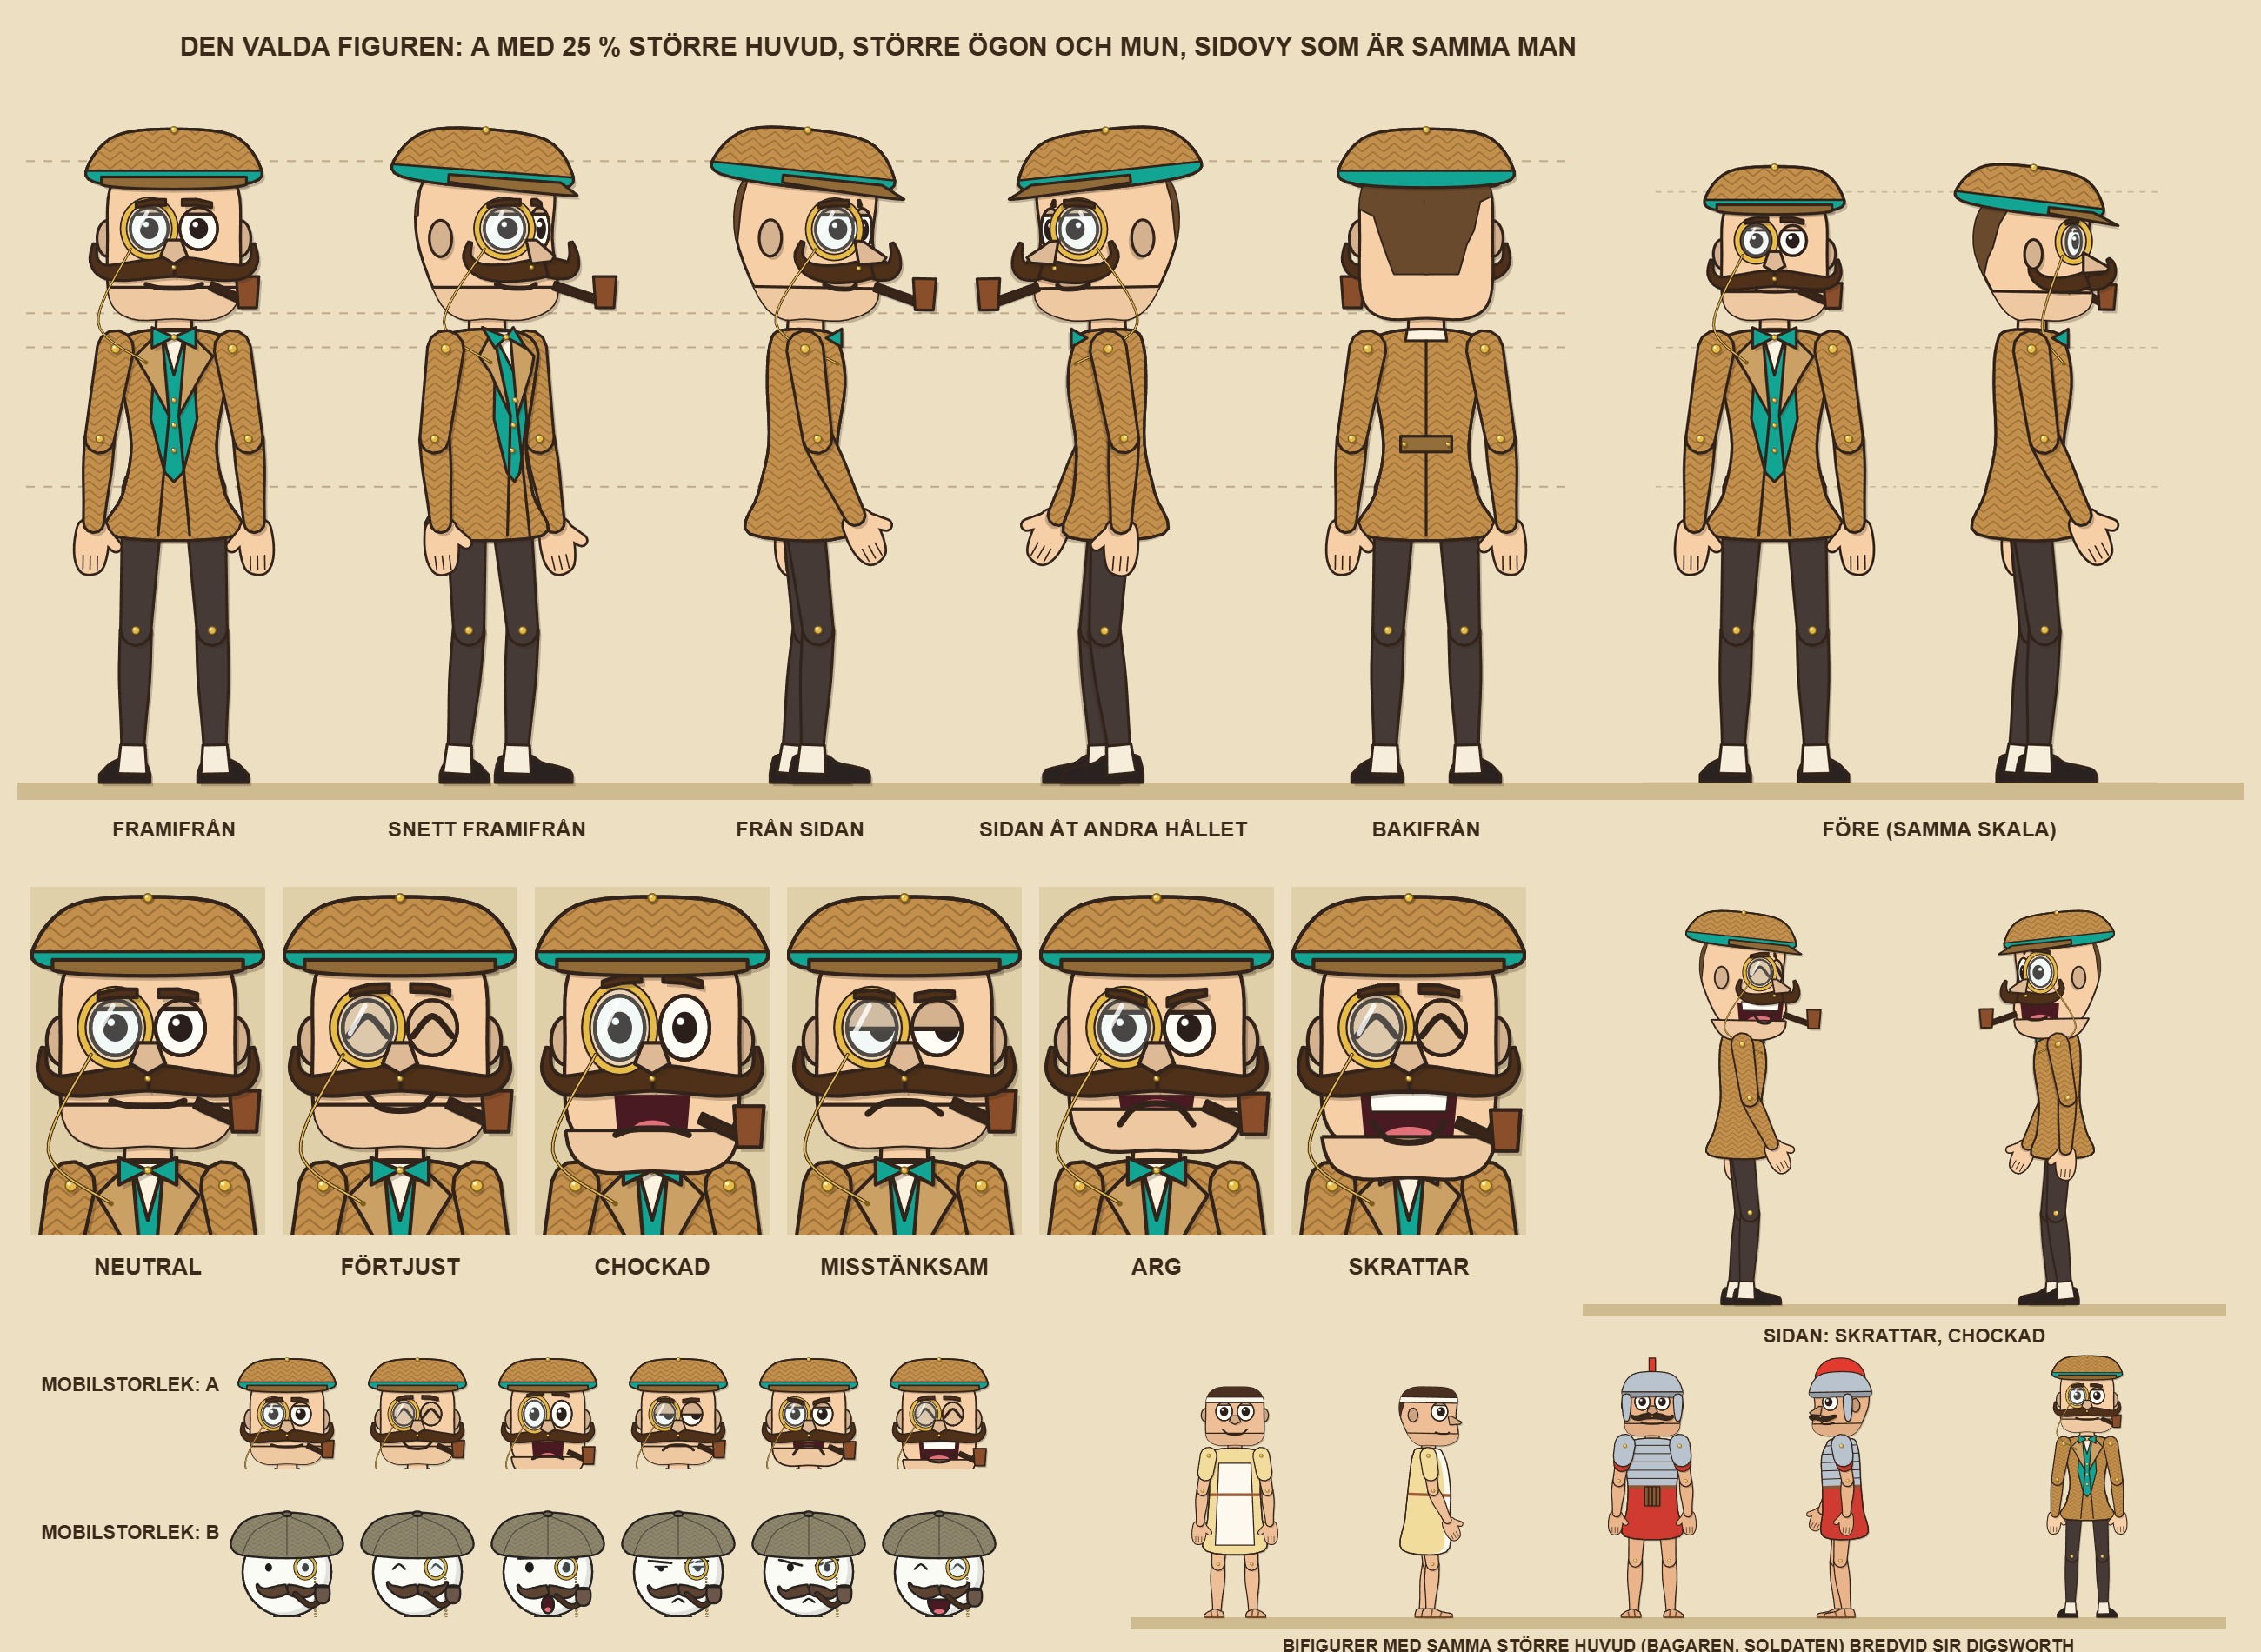 DEN VALDA FIGUREN: A MED 25 % STÖRRE HUVUD, STÖRRE ÖGON OCH MUN, SIDOVY SOM ÄR SAMMA MAN
FRAMIFRÅN
SNETT FRAMIFRÅN
FRÅN SIDAN
SIDAN ÅT ANDRA HÅLLET
BAKIFRÅN
FÖRE (SAMMA SKALA)
NEUTRAL
FÖRTJUST
CHOCKAD
MISSTÄNKSAM
ARG
SKRATTAR
SIDAN: SKRATTAR, CHOCKAD
MOBILSTORLEK: A
MOBILSTORLEK: B
BIFIGURER MED SAMMA STÖRRE HUVUD (BAGAREN, SOLDATEN) BREDVID SIR DIGSWORTH